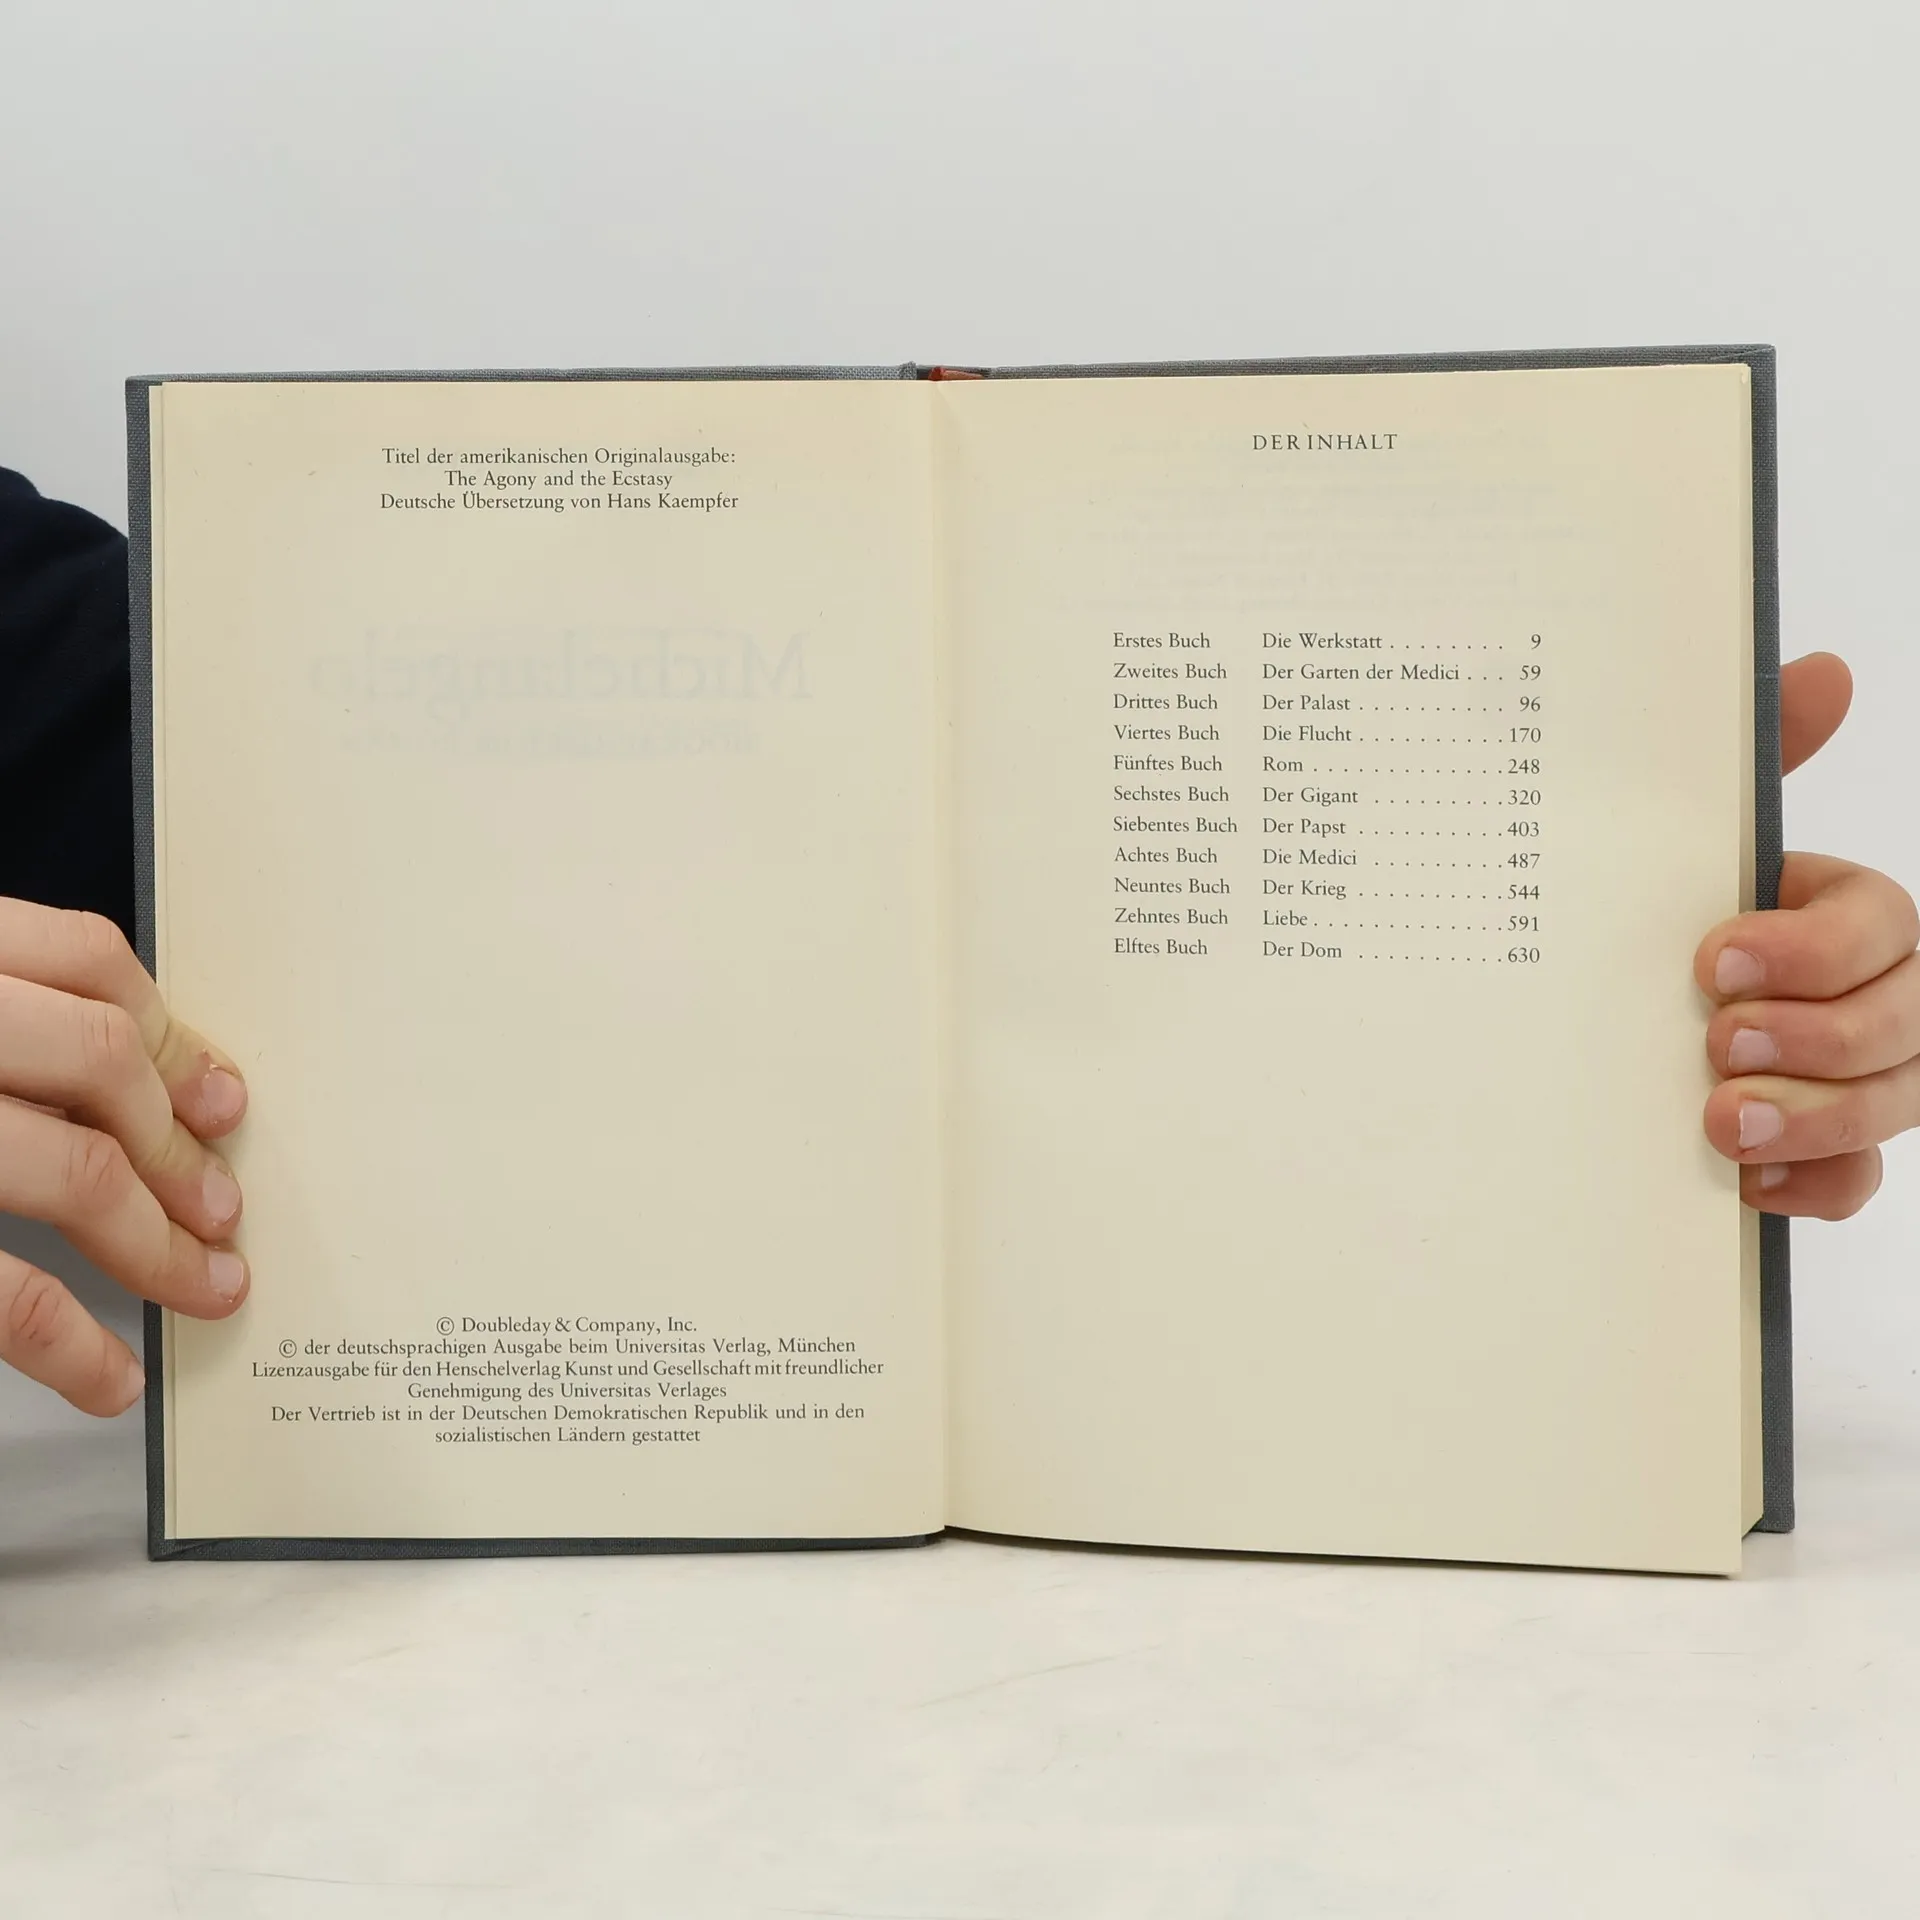 Titel der amerikanischen Originalausgabe:
The Agony and the Ecstasy
Deutsche Übersetzung von Hans Kaempfer
© Doubleday & Company, Inc.
© der deutschsprachigen Ausgabe beim Universitas Verlag, München
Lizenzausgabe für den Henschelverlag Kunst und Gesellschaft mit freundlicher
Genehmigung des Universitas Verlages
Der Vertrieb ist in der Deutschen Demokratischen Republik und in den
sozialistischen Ländern gestattet
DER INHALT
Erstes Buch Die Werkstatt . . . . . . . . 9
Zweites Buch Der Garten der Medici . . . 59
Drittes Buch Der Palast . . . . . . . . . . 96
Viertes Buch Die Flucht . . . . . . . . . . 170
Fünftes Buch Rom . . . . . . . . . . . . . 248
Sechstes Buch Der Gigant . . . . . . . . . 320
Siebentes Buch Der Papst . . . . . . . . . . 403
Achtes Buch Die Medici . . . . . . . . . 487
Neuntes Buch Der Krieg . . . . . . . . . . 544
Zehntes Buch Liebe . . . . . . . . . . . . . 591
Elftes Buch Der Dom . . . . . . . . . . 630